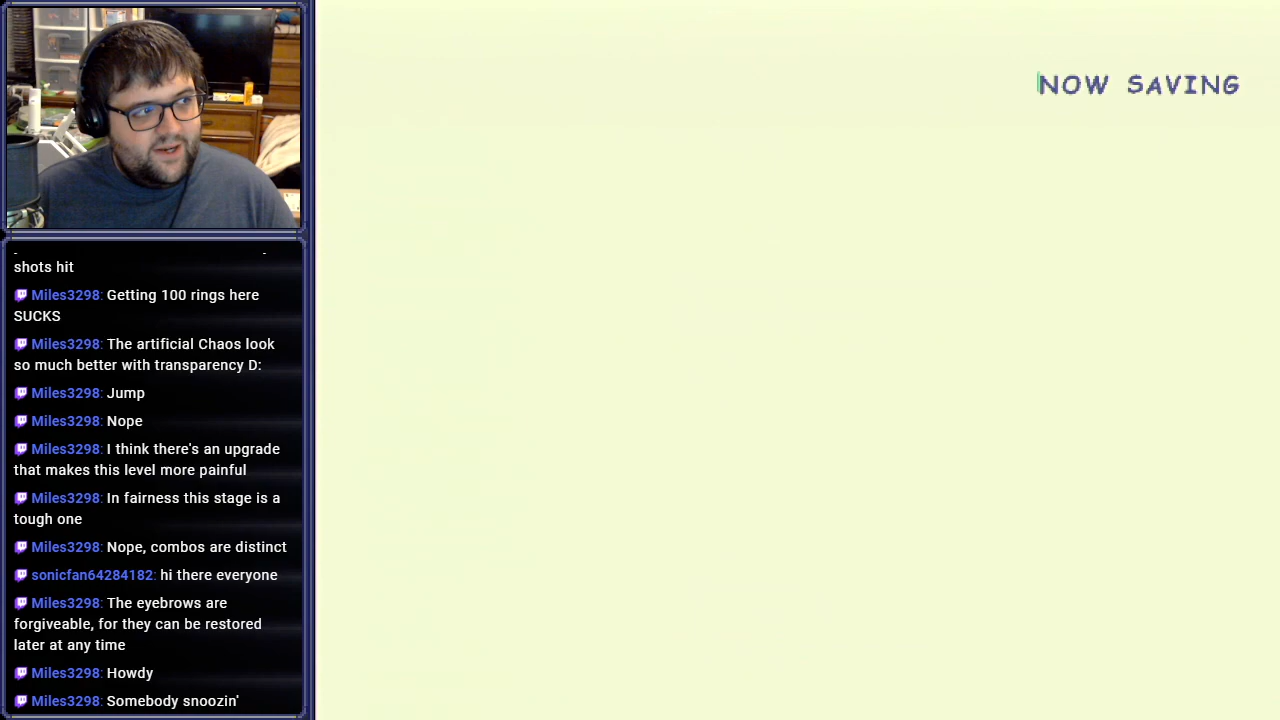 NOW SAVING
shots hit
Miles3298: Getting 100 rings here
SUCKS
Miles3298: The artificial Chaos look
so much better with transparency D:
Miles3298: Jump
Miles3298: Nope
Miles3298: I think there's an upgrade
that makes this level more painful
Miles3298: In fairness this stage is a
tough one
Miles3298: Nope, combos are distinct
sonicfan64284182: hi there everyone
Miles3298: The eyebrows are
forgiveable, for they can be restored
later at any time
Miles3298: Howdy
Miles3298: Somebody snoozin'